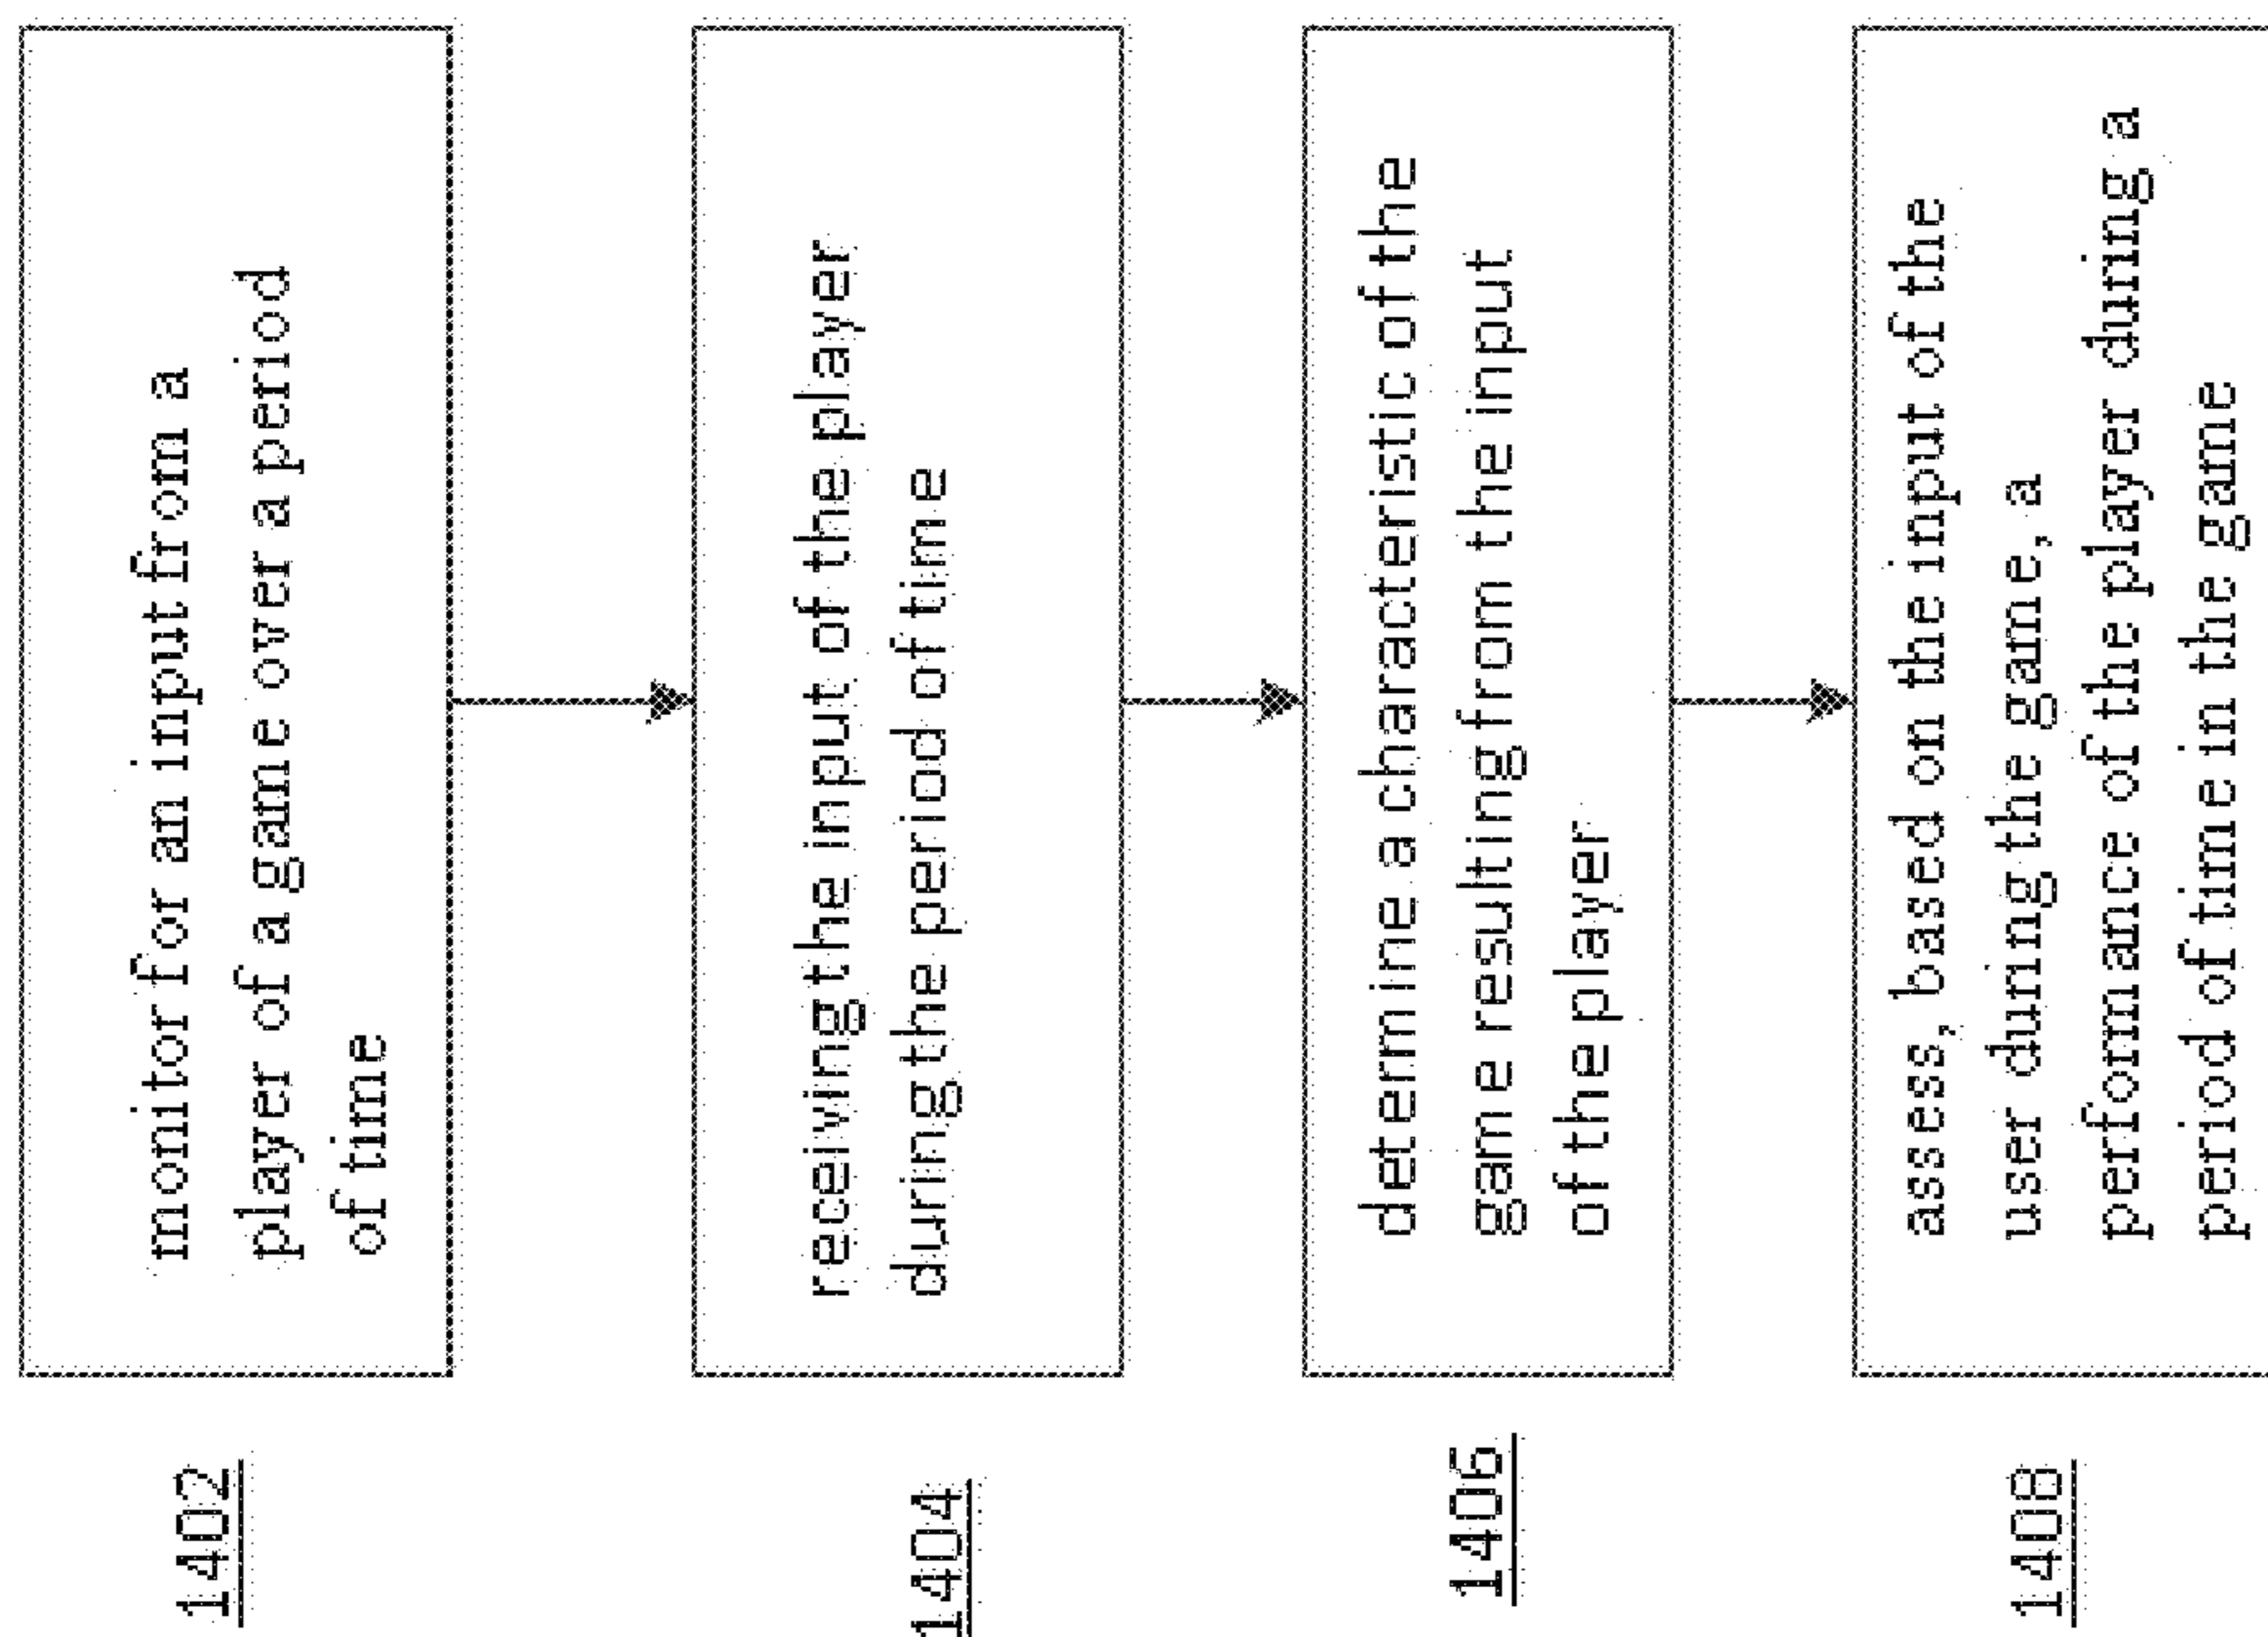 1402
monitor for an input from a
player of a game over a period
of time
1404
receiving the input of the player
during the period of time
1406
determine a characteristic of the
game resulting from the input
of the player
1408
assess, based on the input of the
user during the game, a
performance of the player during a
period of time in the game